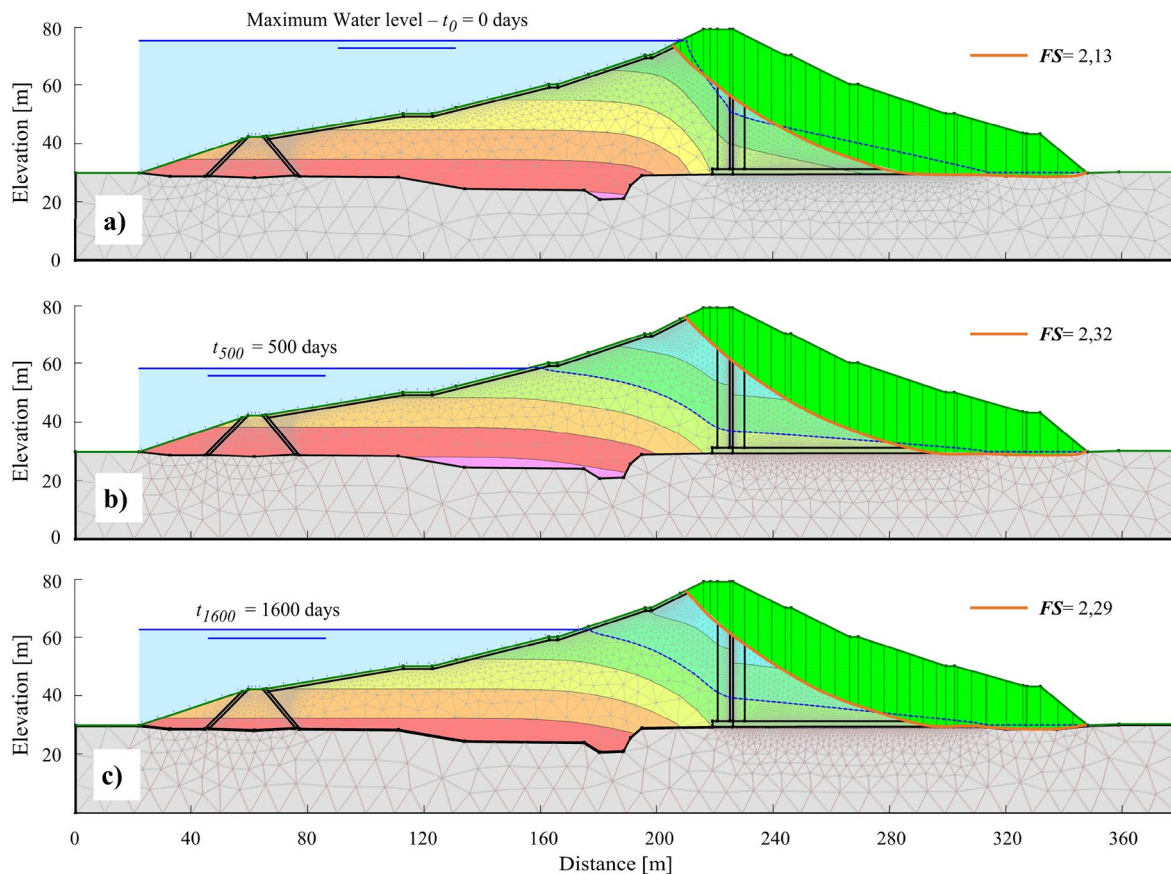 Maximum Water level – t0 = 0 days
80
60
40
20
0
Elevation [m]
FS= 2,13
a)
t500 = 500 days
80
60
40
20
0
Elevation [m]
FS= 2,32
b)
t1600 = 1600 days
80
60
40
20
Elevation [m]
FS= 2,29
c)
0 40 80 120 160 200 240 280 320 360
Distance [m]